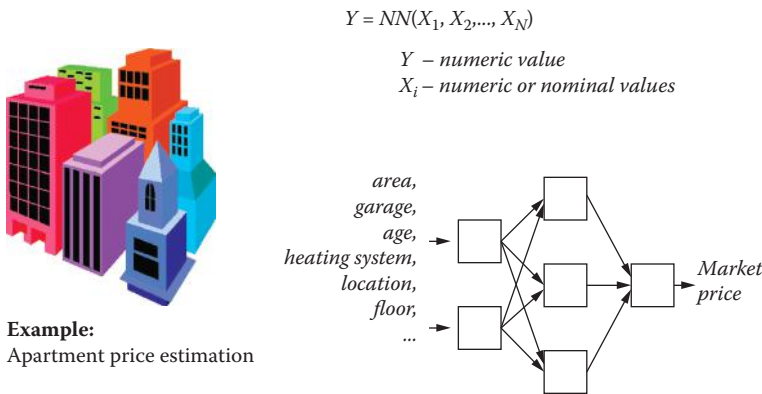 Y = NN(X₁, X₂,..., X_N)
Y – numeric value
Xᵢ – numeric or nominal values
area,
garage,
age,
heating system,
location,
floor,
...
Market
price
Example:
Apartment price estimation